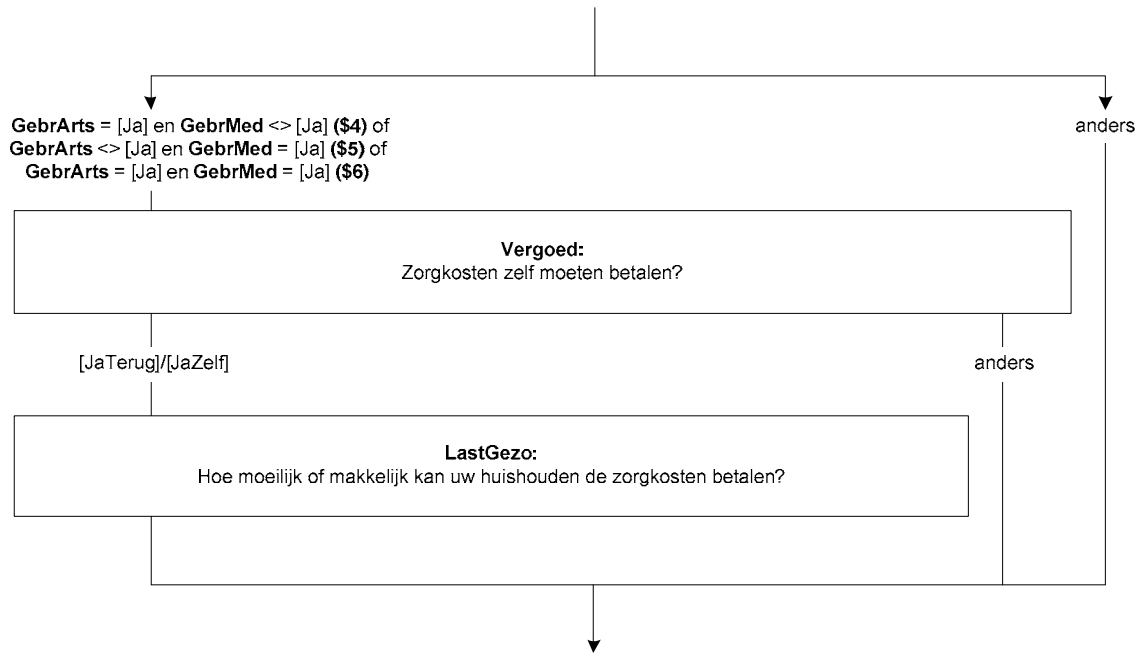 GebrArts = [Ja] en GebrMed <> [Ja] ($4) of
GebrArts <> [Ja] en GebrMed = [Ja] ($5) of
GebrArts = [Ja] en GebrMed = [Ja] ($6)
anders
Vergoed:
Zorgkosten zelf moeten betalen?
[JaTerug]/[JaZelf]
anders
LastGezo:
Hoe moeilijk of makkelijk kan uw huishouden de zorgkosten betalen?